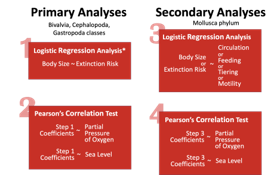 Primary Analyses
Bivalvia, Cephalopoda,
Gastropoda classes
1
Logistic Regression Analysis*
Body Size ~ Extinction Risk
2
Pearson's Correlation Test
Step 1 Coefficients ~ Partial Pressure of Oxygen
Step 1 Coefficients ~ Sea Level
Secondary Analyses
Mollusca phylum
3
Logistic Regression Analysis
Body Size or Extinction Risk ~ Circulation or Feeding or Tiering or Motility
4
Pearson's Correlation Test
Step 3 Coefficients ~ Partial Pressure of Oxygen
Step 3 Coefficients ~ Sea Level